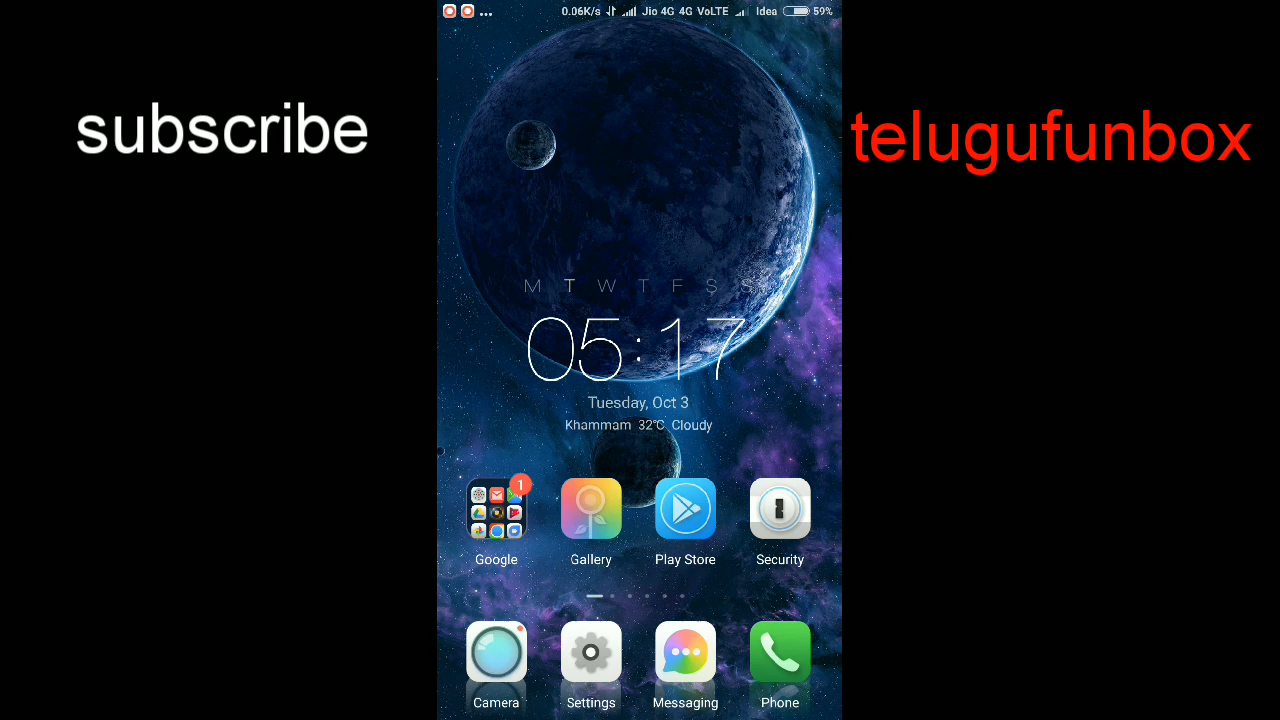 0.06K/s Jio 4G 4G VoLTE Idea 59%
subscribe
telugufunbox
M T W T F S S
05:17
Tuesday, Oct 3
Khammam 32°C Cloudy
1
Google Gallery Play Store Security
Camera Settings Messaging Phone